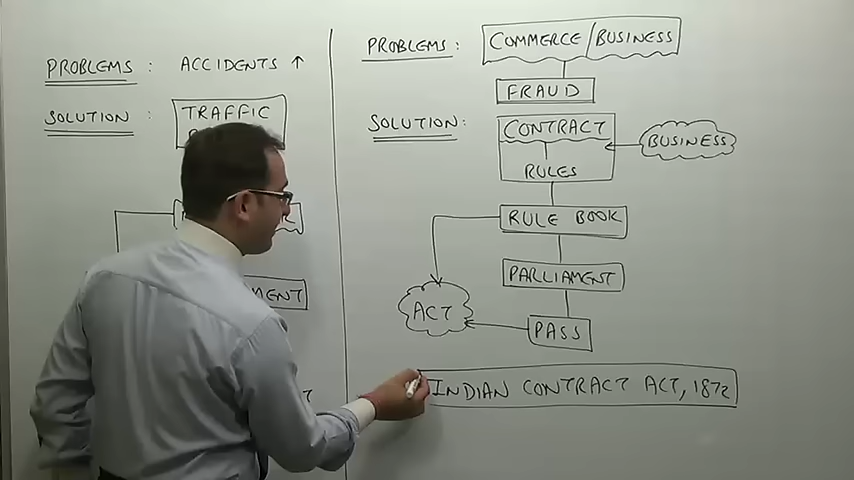 PROBLEMS : ACCIDENTS ↑
SOLUTION : TRAFFIC
PROBLEMS : COMMERCE/BUSINESS
FRAUD
SOLUTION : CONTRACT
BUSINESS
RULES
RULE BOOK
PARLIAMENT
ACT
PASS
INDIAN CONTRACT ACT, 1872